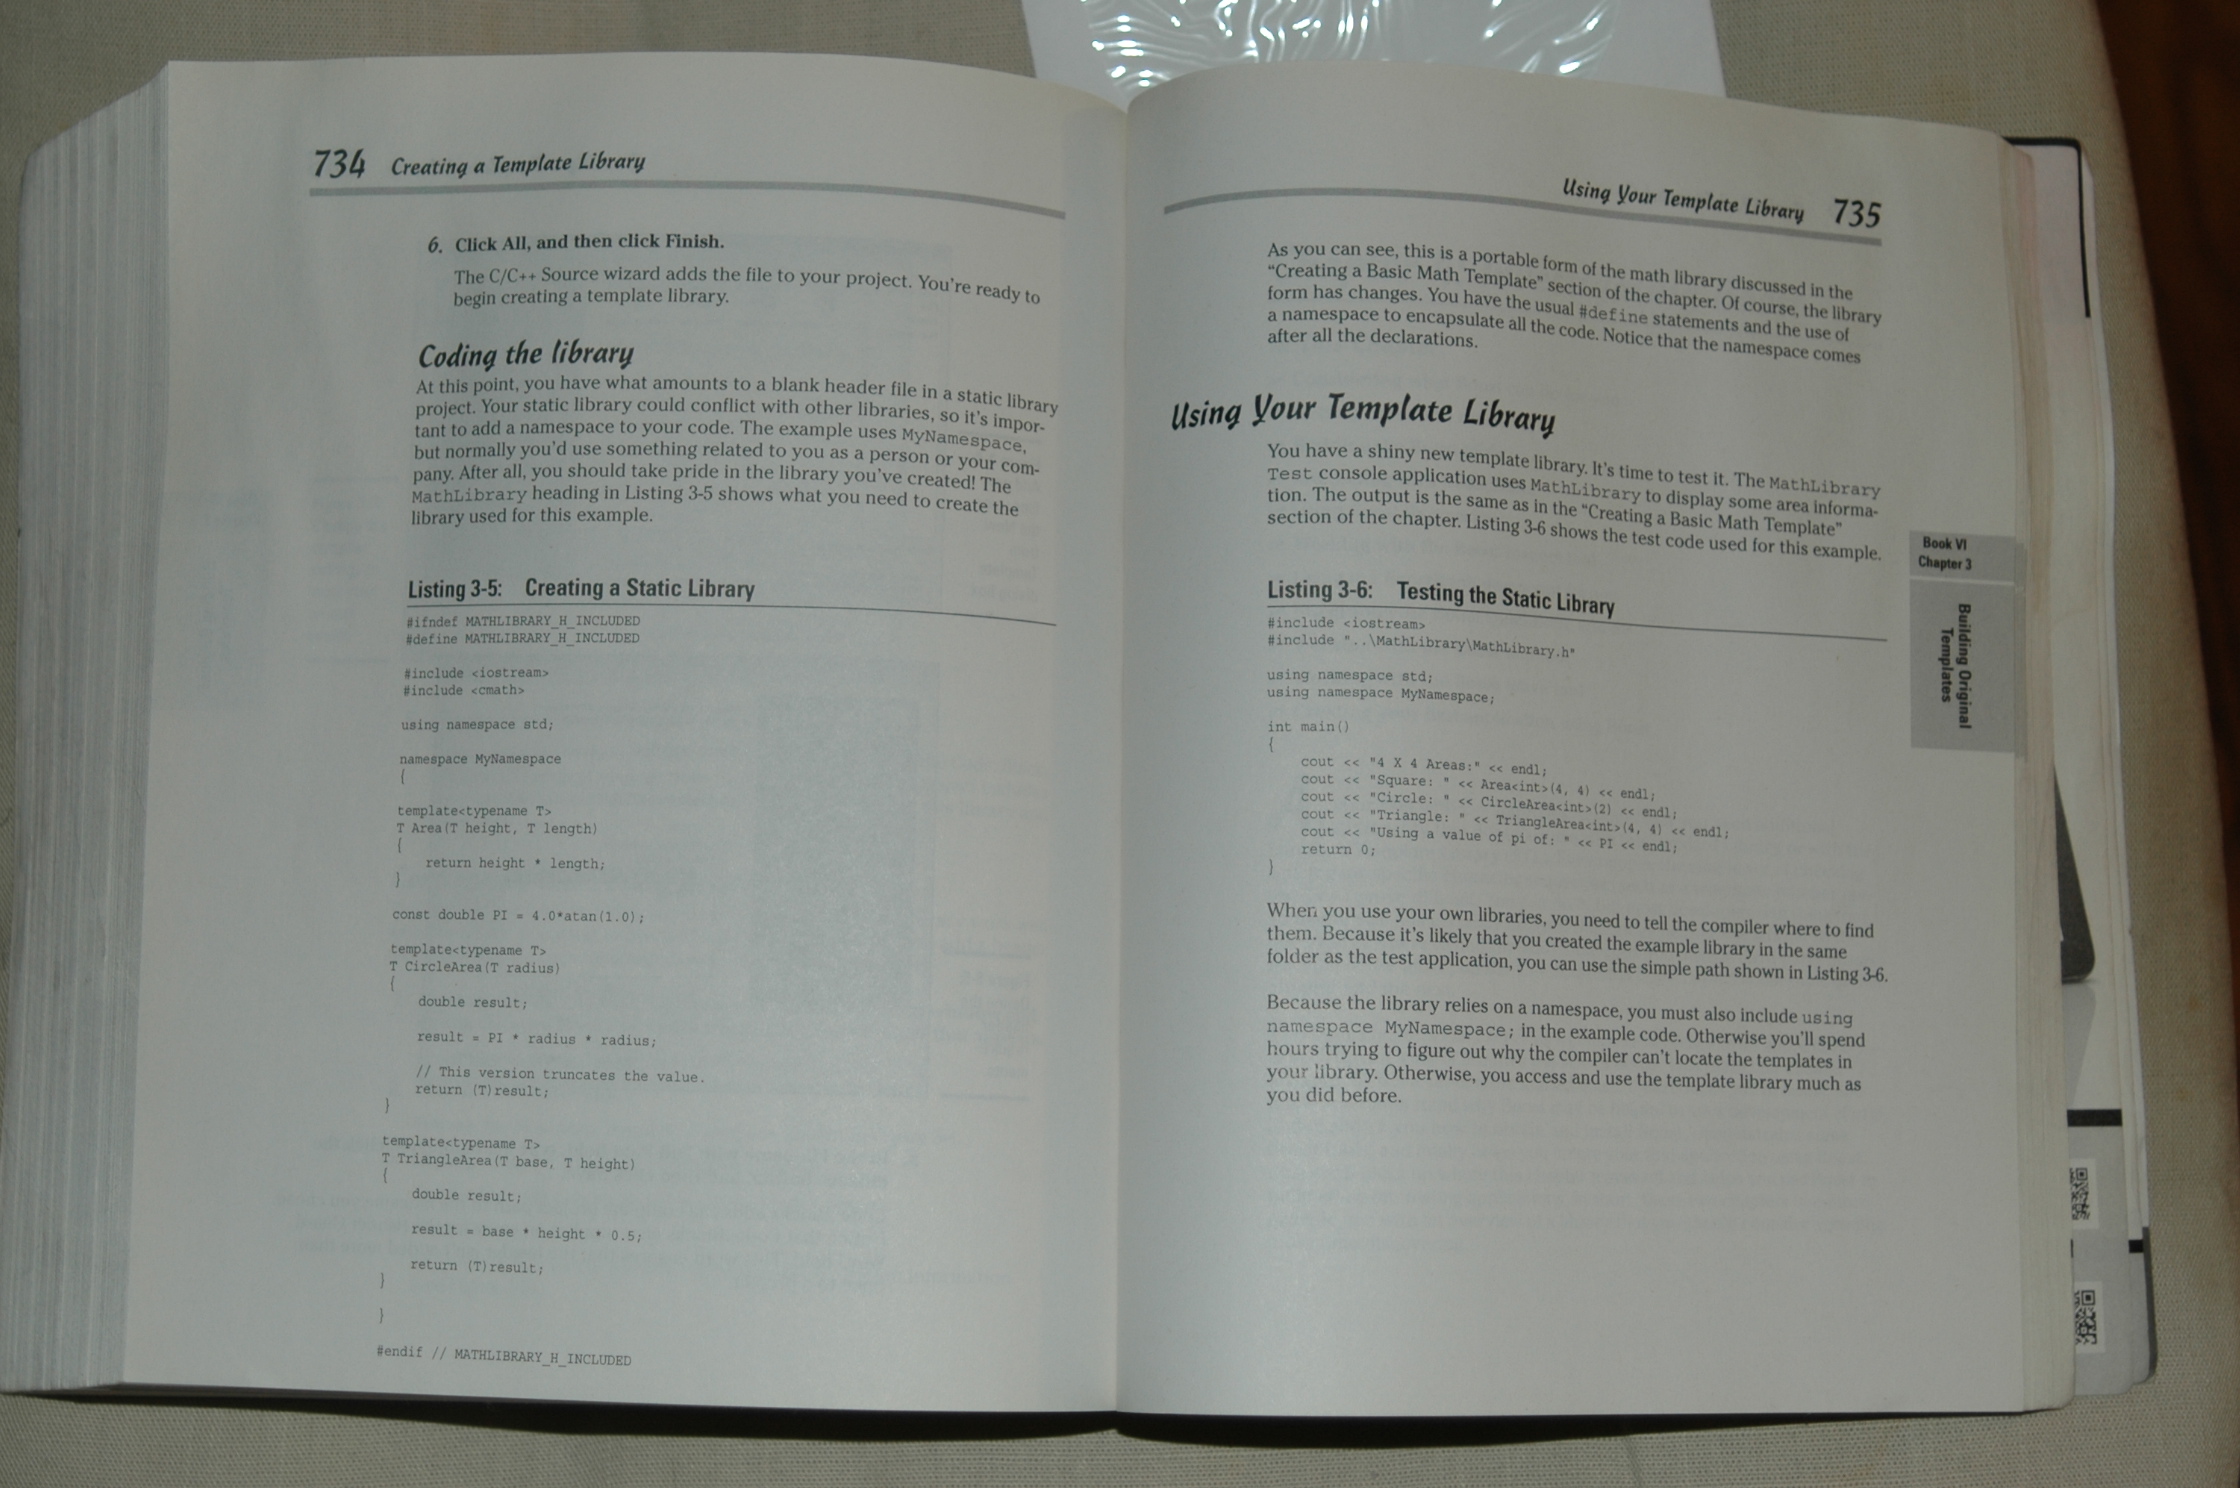 734 Creating a Template Library
6. Click All, and then click Finish.
The C/C++ Source wizard adds the file to your project. You're ready to
begin creating a template library.
Coding the library
At this point, you have what amounts to a blank header file in a static library
project. Your static library could conflict with other libraries, so it's impor-
tant to add a namespace to your code. The example uses MyNamespace,
but normally you'd use something related to you as a person or your com-
pany. After all, you should take pride in the library you've created! The
MathLibrary heading in Listing 3-5 shows what you need to create the
library used for this example.
Listing 3-5: Creating a Static Library
#ifndef MATHLIBRARY_H_INCLUDED
#define MATHLIBRARY_H_INCLUDED
#include <iostream>
#include <cmath>
using namespace std;
namespace MyNamespace
{
template<typename T>
T Area(T height, T length)
{
return height * length;
}
const double PI = 4.0*atan(1.0);
template<typename T>
T CircleArea(T radius)
{
double result;
result = PI * radius * radius;
// This version truncates the value.
return (T)result;
}
template<typename T>
T TriangleArea(T base, T height)
{
double result;
result = base * height * 0.5;
return (T)result;
}
}
#endif // MATHLIBRARY_H_INCLUDED
Using Your Template Library 735
As you can see, this is a portable form of the math library discussed in the
"Creating a Basic Math Template" section of the chapter. Of course, the library
form has changes. You have the usual #define statements and the use of
a namespace to encapsulate all the code. Notice that the namespace comes
after all the declarations.
Using Your Template Library
You have a shiny new template library. It's time to test it. The MathLibrary
Test console application uses MathLibrary to display some area informa-
tion. The output is the same as in the "Creating a Basic Math Template"
section of the chapter. Listing 3-6 shows the test code used for this example.
Listing 3-6: Testing the Static Library
#include <iostream>
#include "..\MathLibrary\MathLibrary.h"
using namespace std;
using namespace MyNamespace;
int main()
{
cout << "4 X 4 Areas:" << endl;
cout << "Square: " << Area<int>(4, 4) << endl;
cout << "Circle: " << CircleArea<int>(2) << endl;
cout << "Triangle: " << TriangleArea<int>(4, 4) << endl;
cout << "Using a value of pi of: " << PI << endl;
return 0;
}
When you use your own libraries, you need to tell the compiler where to find
them. Because it's likely that you created the example library in the same
folder as the test application, you can use the simple path shown in Listing 3-6.
Because the library relies on a namespace, you must also include using
namespace MyNamespace; in the example code. Otherwise you'll spend
hours trying to figure out why the compiler can't locate the templates in
your library. Otherwise, you access and use the template library much as
you did before.
Book VI
Chapter 3
Building Original
Templates